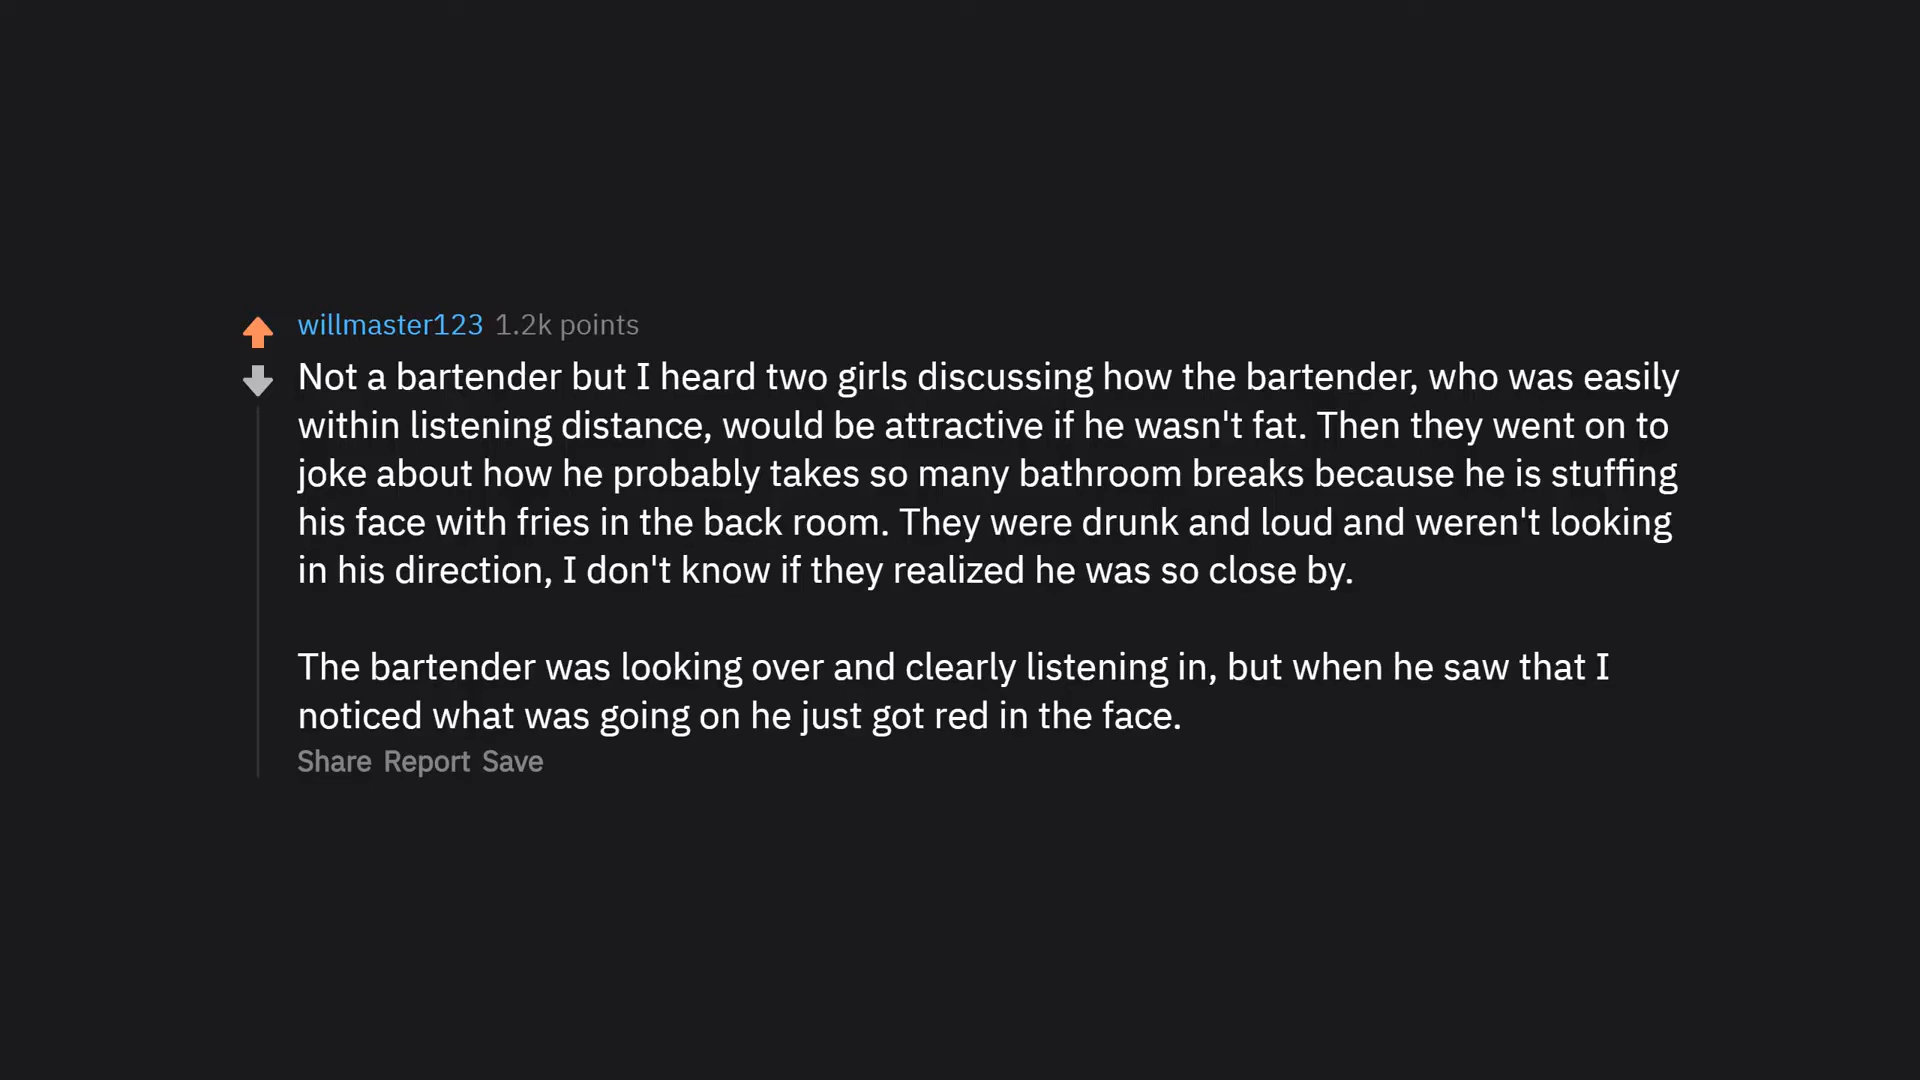 willmaster123 1.2k points
Not a bartender but I heard two girls discussing how the bartender, who was easily
within listening distance, would be attractive if he wasn't fat. Then they went on to
joke about how he probably takes so many bathroom breaks because he is stuffing
his face with fries in the back room. They were drunk and loud and weren't looking
in his direction, I don't know if they realized he was so close by.
The bartender was looking over and clearly listening in, but when he saw that I
noticed what was going on he just got red in the face.
Share Report Save